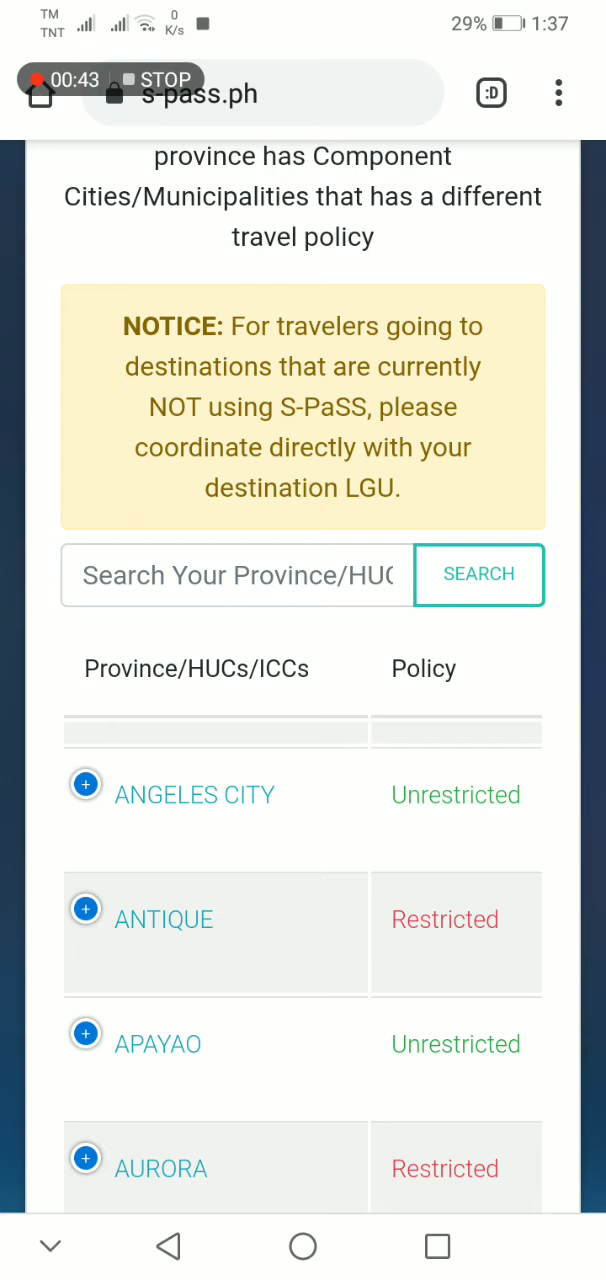 TM
TNT
0
K/s
29%
1:37
00:43
STOP
s-pass.ph
:D
province has Component
Cities/Municipalities that has a different
travel policy
NOTICE: For travelers going to
destinations that are currently
NOT using S-PaSS, please
coordinate directly with your
destination LGU.
Search Your Province/HUC
SEARCH
Province/HUCs/ICCs Policy
ANGELES CITY Unrestricted
ANTIQUE Restricted
APAYAO Unrestricted
AURORA Restricted